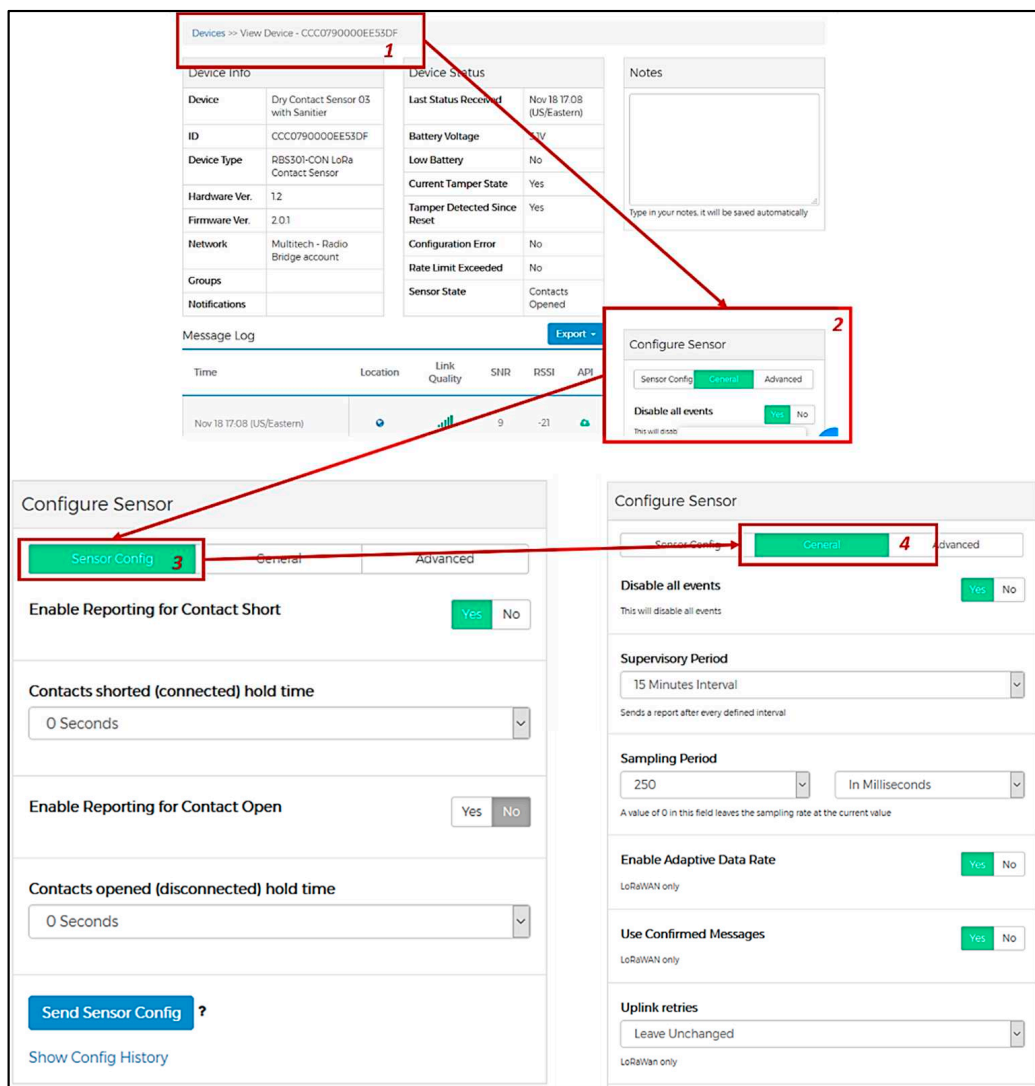 Devices >> View Device - CCC0790000EE53DF
1
Device Info
Device Dry Contact Sensor 03
with Sanitier
ID CCC0790000EE53DF
Device Type RBS301-CON LoRa
Contact Sensor
Hardware Ver. 1.2
Firmware Ver. 2.0.1
Network Multitech - Radio
Bridge account
Groups
Notifications
Device Status
Last Status Received Nov 18 17:08
(US/Eastern)
Battery Voltage 3.1V
Low Battery No
Current Tamper State Yes
Tamper Detected Since
Reset Yes
Configuration Error No
Rate Limit Exceeded No
Sensor State Contacts
Opened
Notes
Type in your notes, it will be saved automatically
Message Log
Export
Time Location Link
Quality SNR RSSI API
Nov 18 17:08 (US/Eastern) 9 -21
2
Configure Sensor
Sensor Config General Advanced
Disable all events Yes No
This will disab
Configure Sensor
Sensor Config 3 General Advanced
Enable Reporting for Contact Short Yes No
Contacts shorted (connected) hold time
0 Seconds
Enable Reporting for Contact Open Yes No
Contacts opened (disconnected) hold time
0 Seconds
Send Sensor Config ?
Show Config History
Configure Sensor
Sensor Config General 4 Advanced
Disable all events Yes No
This will disable all events
Supervisory Period
15 Minutes Interval
Sends a report after every defined interval
Sampling Period
250 In Milliseconds
A value of 0 in this field leaves the sampling rate at the current value
Enable Adaptive Data Rate Yes No
LoRaWAN only
Use Confirmed Messages Yes No
LoRaWAN only
Uplink retries
Leave Unchanged
LoRaWan only